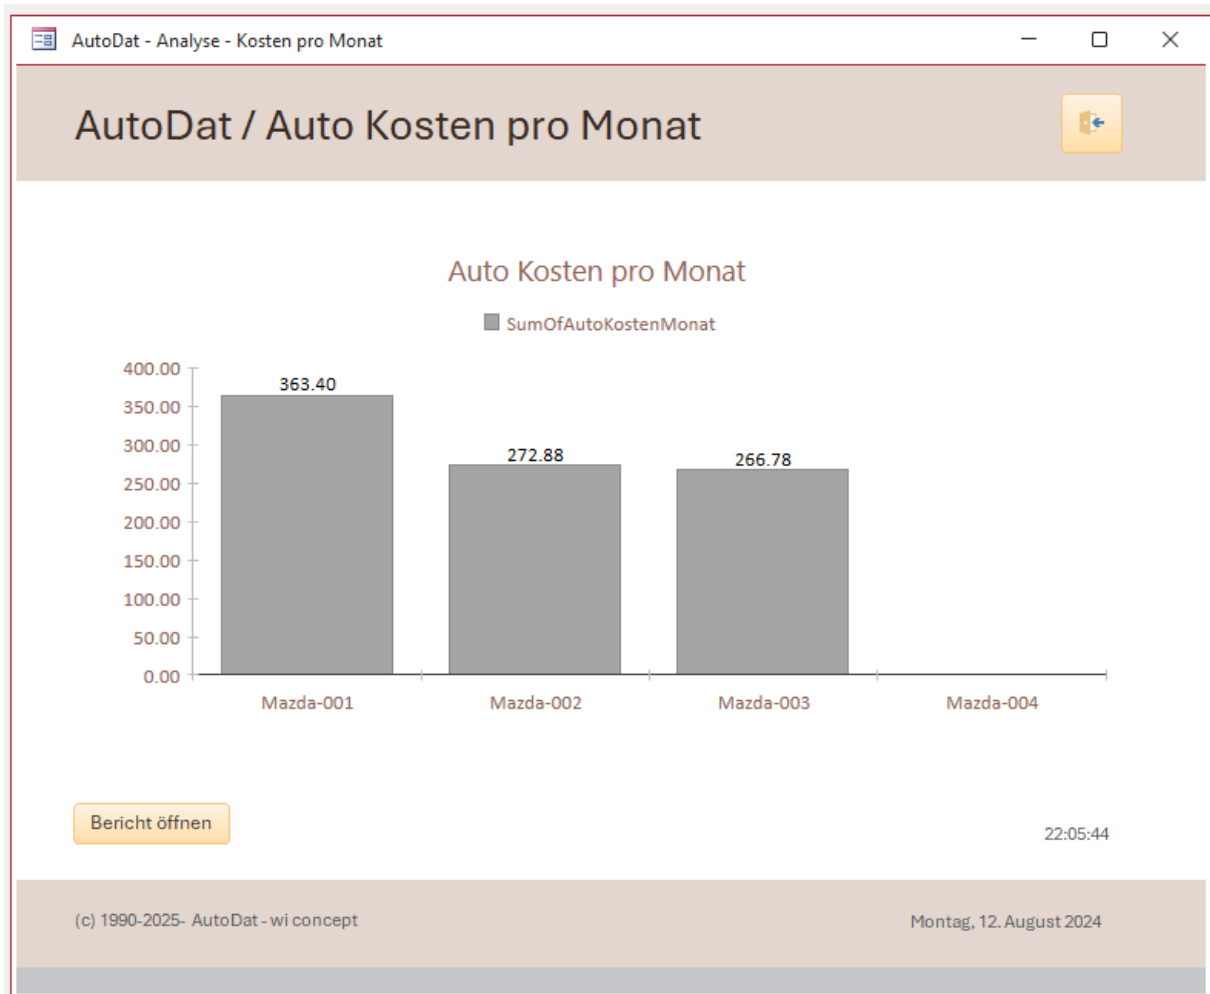 AutoDat - Analyse - Kosten pro Monat
AutoDat / Auto Kosten pro Monat
Auto Kosten pro Monat
SumOfAutoKostenMonat
400.00
350.00
300.00
250.00
200.00
150.00
100.00
50.00
0.00
363.40
272.88
266.78
Mazda-001 Mazda-002 Mazda-003 Mazda-004
Bericht öffnen
22:05:44
(c) 1990-2025- AutoDat - wi concept
Montag, 12. August 2024